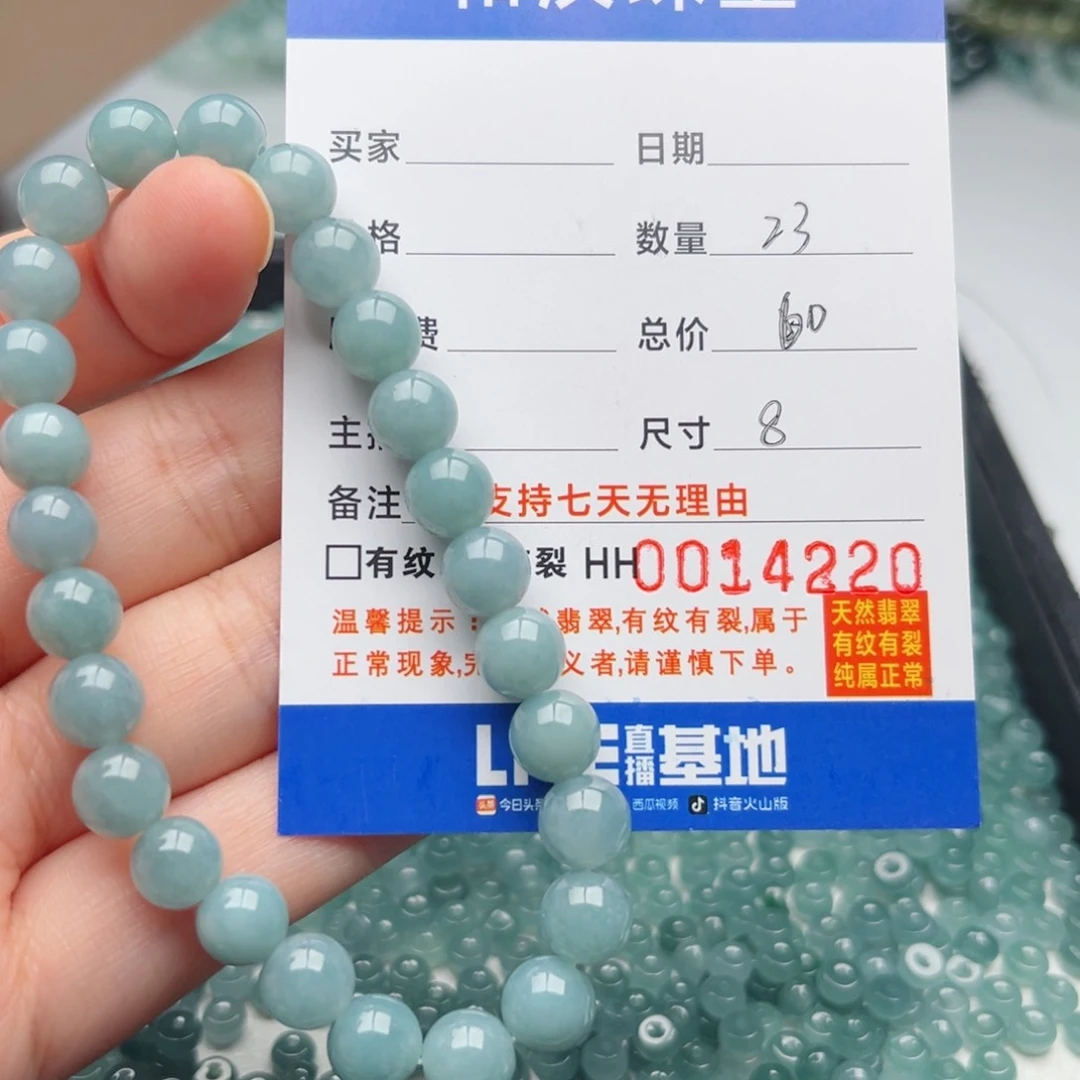 买家 日期
格 数量 23
费 总价
主 尺寸 8
备注 支持七天无理由
□有纹 裂 HH0014220
温馨提示: 翡翠,有纹有裂,属于
正常现象,完 义者,请谨慎下单。
天然翡翠
有纹有裂
纯属正常
直播基地
今日头 西瓜视频 抖音火山版